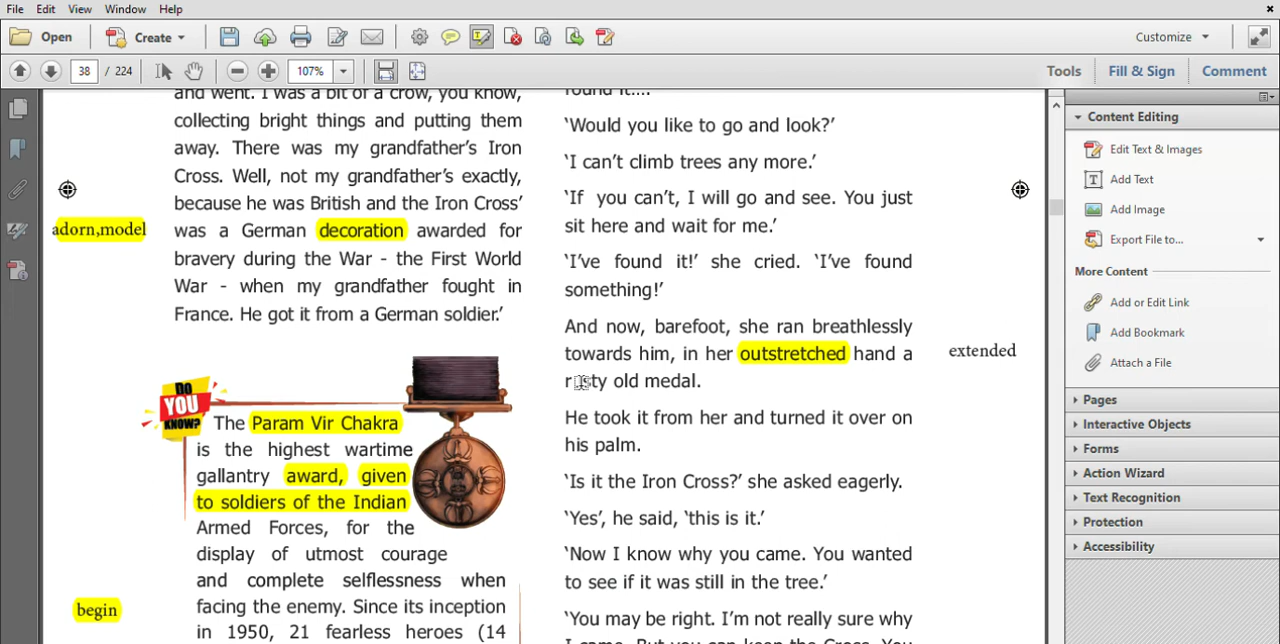 File Edit View Window Help
Open Create Customize
38 / 224 107% Tools Fill & Sign Comment
and went. I was a bit of a crow, you know,
collecting bright things and putting them
away. There was my grandfather's Iron
Cross. Well, not my grandfather's exactly,
because he was British and the Iron Cross'
adorn,model
was a German decoration awarded for
bravery during the War - the First World
War - when my grandfather fought in
France. He got it from a German soldier.'
DO
YOU
KNOW?
The Param Vir Chakra
is the highest wartime
gallantry award, given
to soldiers of the Indian
Armed Forces, for the
display of utmost courage
and complete selflessness when
begin
facing the enemy. Since its inception
in 1950, 21 fearless heroes (14
found it....
'Would you like to go and look?'
'I can't climb trees any more.'
'If you can't, I will go and see. You just
sit here and wait for me.'
'I've found it!' she cried. 'I've found
something!'
And now, barefoot, she ran breathlessly
towards him, in her outstretched hand a
extended
rusty old medal.
He took it from her and turned it over on
his palm.
'Is it the Iron Cross?' she asked eagerly.
'Yes', he said, 'this is it.'
'Now I know why you came. You wanted
to see if it was still in the tree.'
'You may be right. I'm not really sure why
I came. But you can keep the Cross. You
Content Editing
Edit Text & Images
Add Text
Add Image
Export File to...
More Content
Add or Edit Link
Add Bookmark
Attach a File
Pages
Interactive Objects
Forms
Action Wizard
Text Recognition
Protection
Accessibility